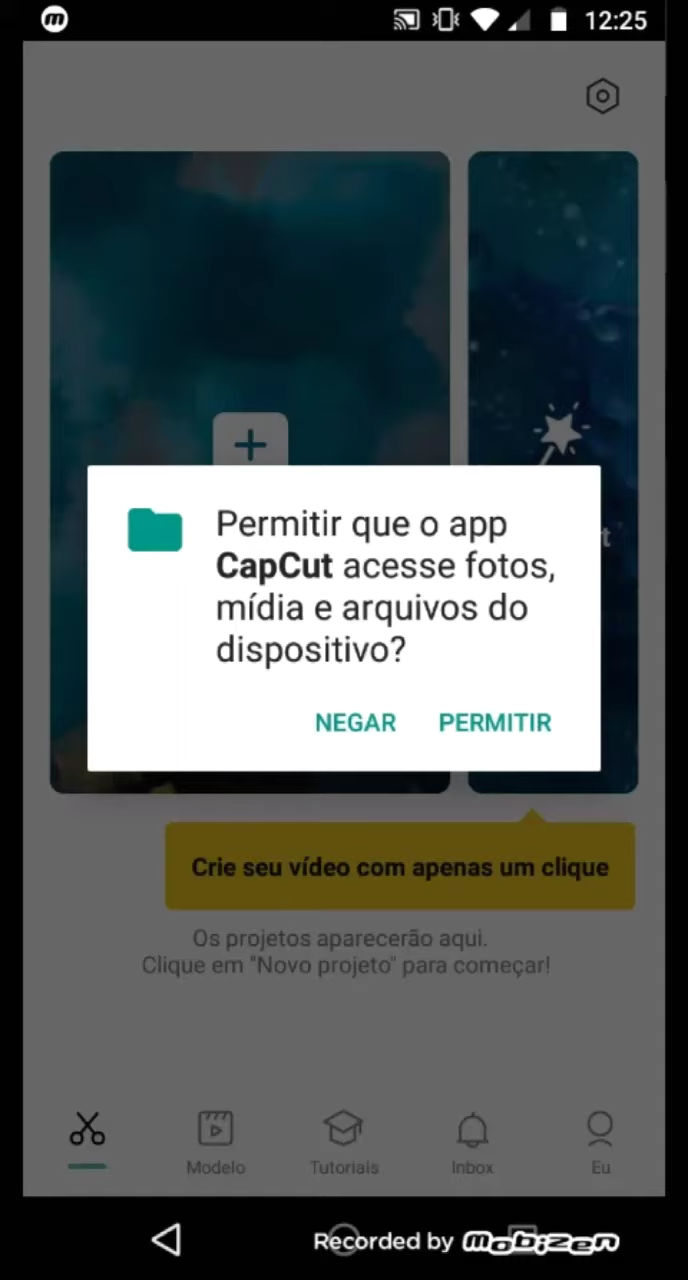 12:25
Permitir que o app
CapCut acesse fotos,
mídia e arquivos do
dispositivo?
NEGAR PERMITIR
Crie seu vídeo com apenas um clique
Os projetos aparecerão aqui.
Clique em "Novo projeto" para começar!
Modelo Tutoriais Inbox Eu
Recorded by mobizen